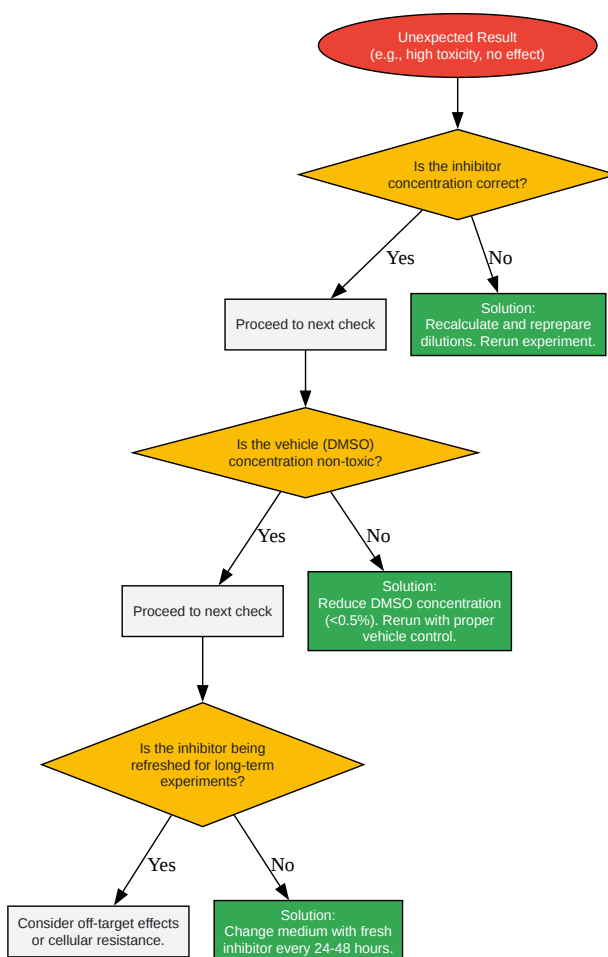 Unexpected Result
(e.g., high toxicity, no effect)
Is the inhibitor
concentration correct?
Yes
No
Proceed to next check
Solution:
Recalculate and reprepare
dilutions. Rerun experiment.
Is the vehicle (DMSO)
concentration non-toxic?
Yes
No
Proceed to next check
Solution:
Reduce DMSO concentration
(<0.5%). Rerun with proper
vehicle control.
Is the inhibitor being
refreshed for long-term
experiments?
Yes
No
Consider off-target effects
or cellular resistance.
Solution:
Change medium with fresh
inhibitor every 24-48 hours.